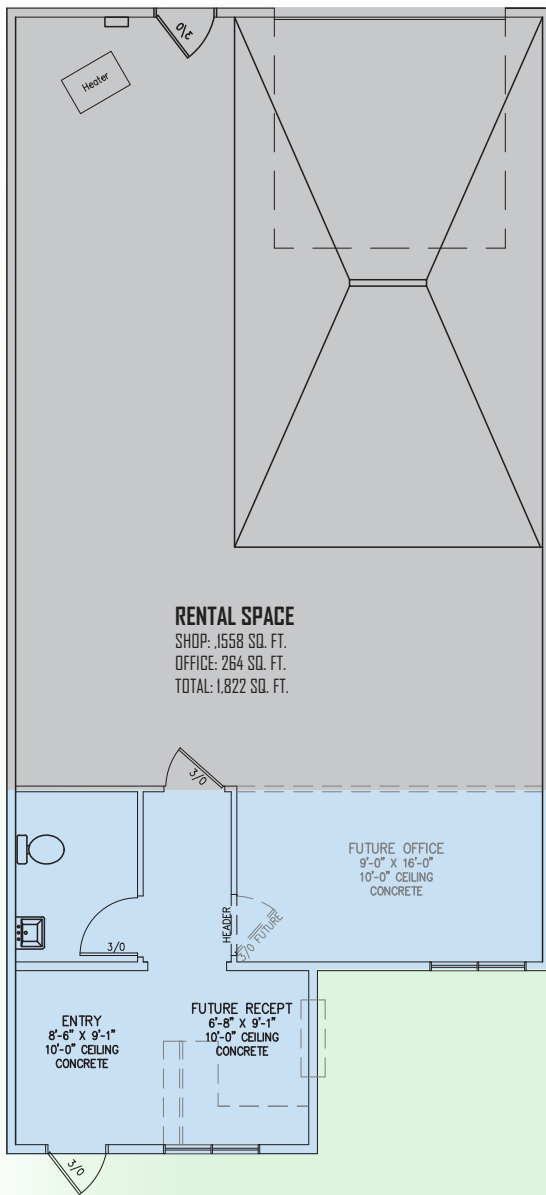 3/0
Heater
RENTAL SPACE
SHOP: ,1558 SQ. FT.
OFFICE: 264 SQ. FT.
TOTAL: 1,822 SQ. FT.
3/0
FUTURE OFFICE
9'-0" X 16'-0"
10'-0" CEILING
CONCRETE
HEADER
3/0 FUTURE
3/0
ENTRY
8'-6" X 9'-1"
10'-0" CEILING
CONCRETE
FUTURE RECEPT
6'-8" X 9'-1"
10'-0" CEILING
CONCRETE
3/0